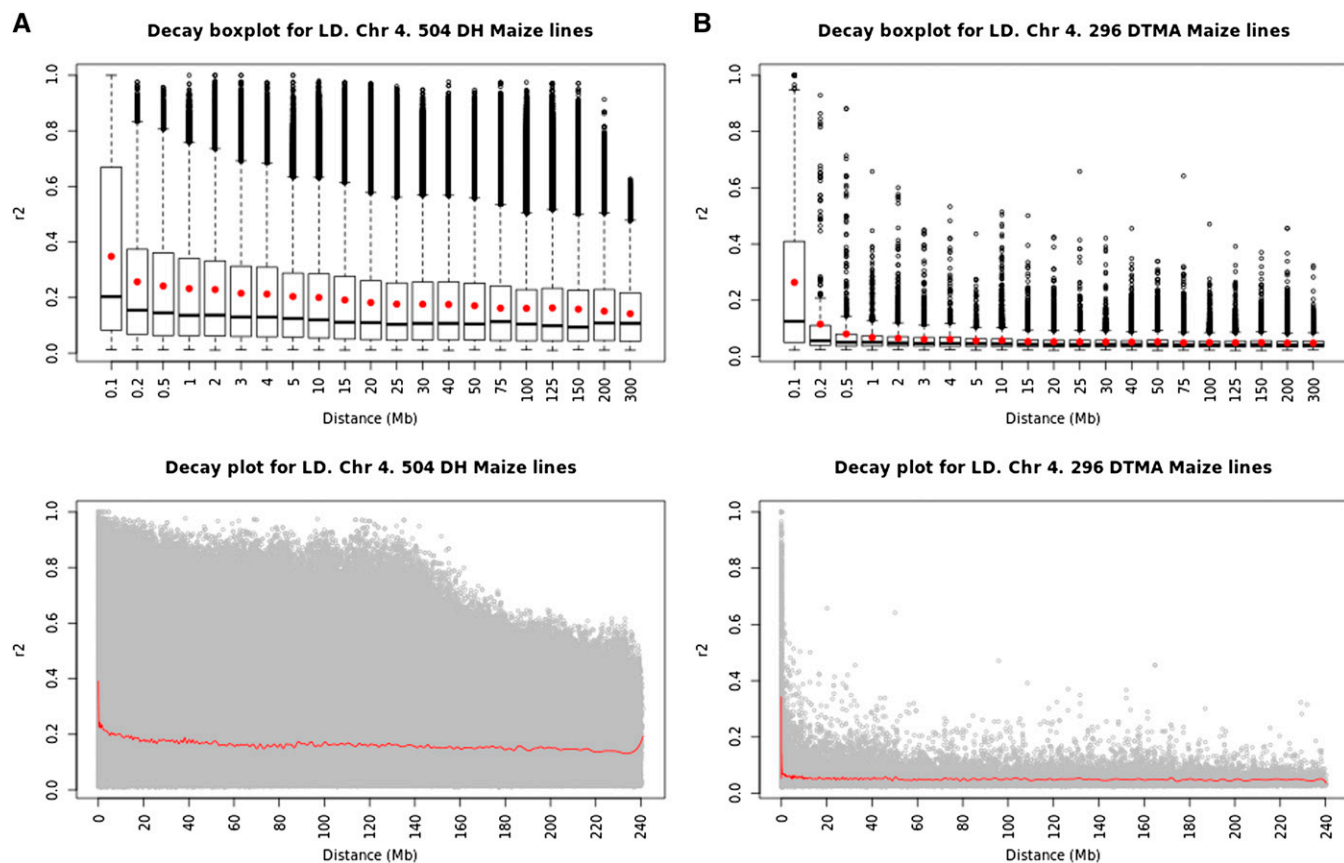 A
Decay boxplot for LD. Chr 4. 504 DH Maize lines
r2
1.0
0.8
0.6
0.4
0.2
0.0
0.1 0.2 0.5 1 2 3 4 5 10 15 20 25 30 40 50 75 100 125 150 200 300
Distance (Mb)
B
Decay boxplot for LD. Chr 4. 296 DTMA Maize lines
r2
1.0
0.8
0.6
0.4
0.2
0.0
0.1 0.2 0.5 1 2 3 4 5 10 15 20 25 30 40 50 75 100 125 150 200 300
Distance (Mb)
Decay plot for LD. Chr 4. 504 DH Maize lines
r2
1.0
0.8
0.6
0.4
0.2
0.0
0 20 40 60 80 100 120 140 160 180 200 220 240
Distance (Mb)
Decay plot for LD. Chr 4. 296 DTMA Maize lines
r2
1.0
0.8
0.6
0.4
0.2
0.0
0 20 40 60 80 100 120 140 160 180 200 220 240
Distance (Mb)